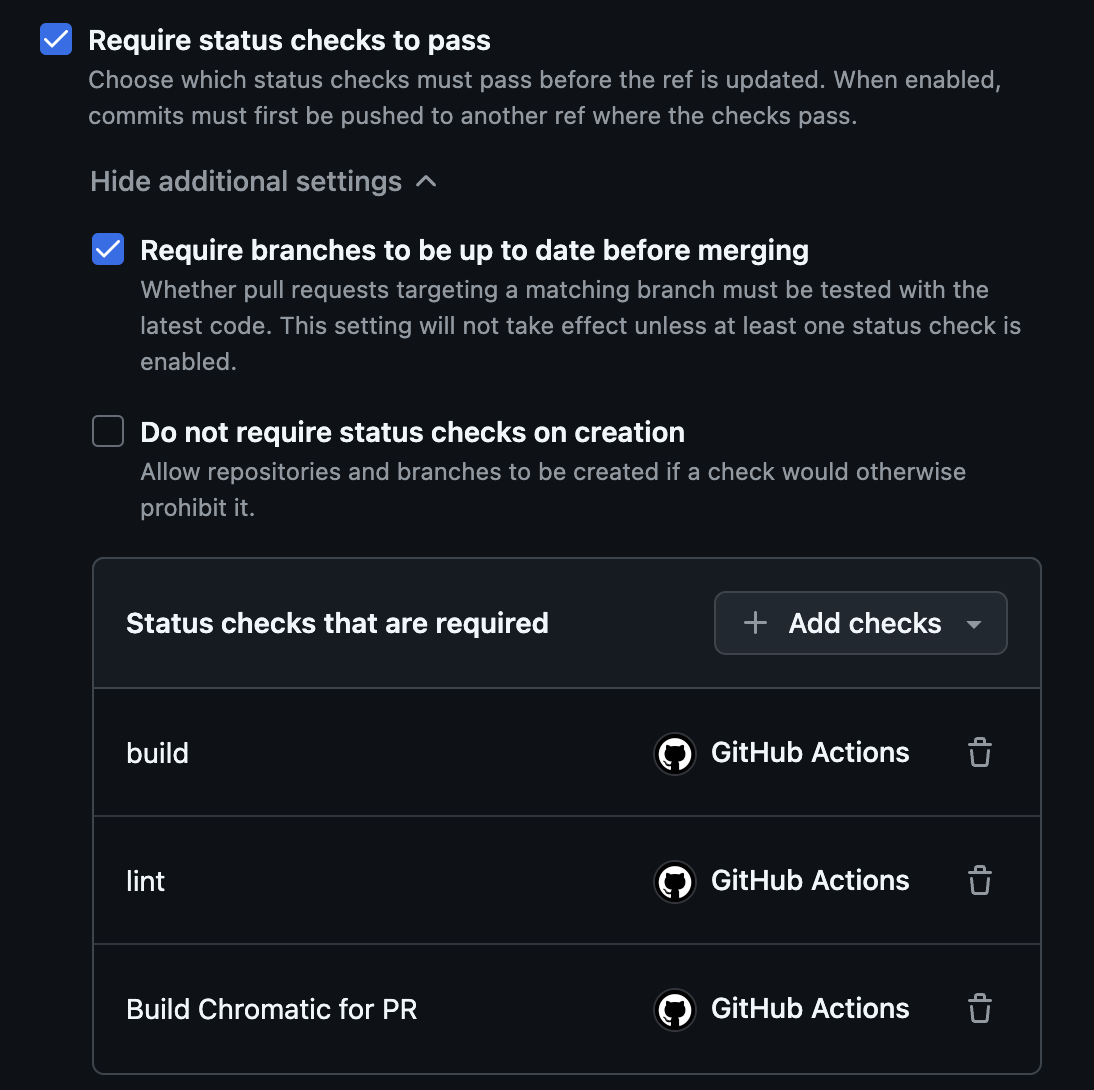 Require status checks to pass
Choose which status checks must pass before the ref is updated. When enabled,
commits must first be pushed to another ref where the checks pass.
Hide additional settings
Require branches to be up to date before merging
Whether pull requests targeting a matching branch must be tested with the
latest code. This setting will not take effect unless at least one status check is
enabled.
Do not require status checks on creation
Allow repositories and branches to be created if a check would otherwise
prohibit it.
Status checks that are required
Add checks
build
GitHub Actions
lint
GitHub Actions
Build Chromatic for PR
GitHub Actions